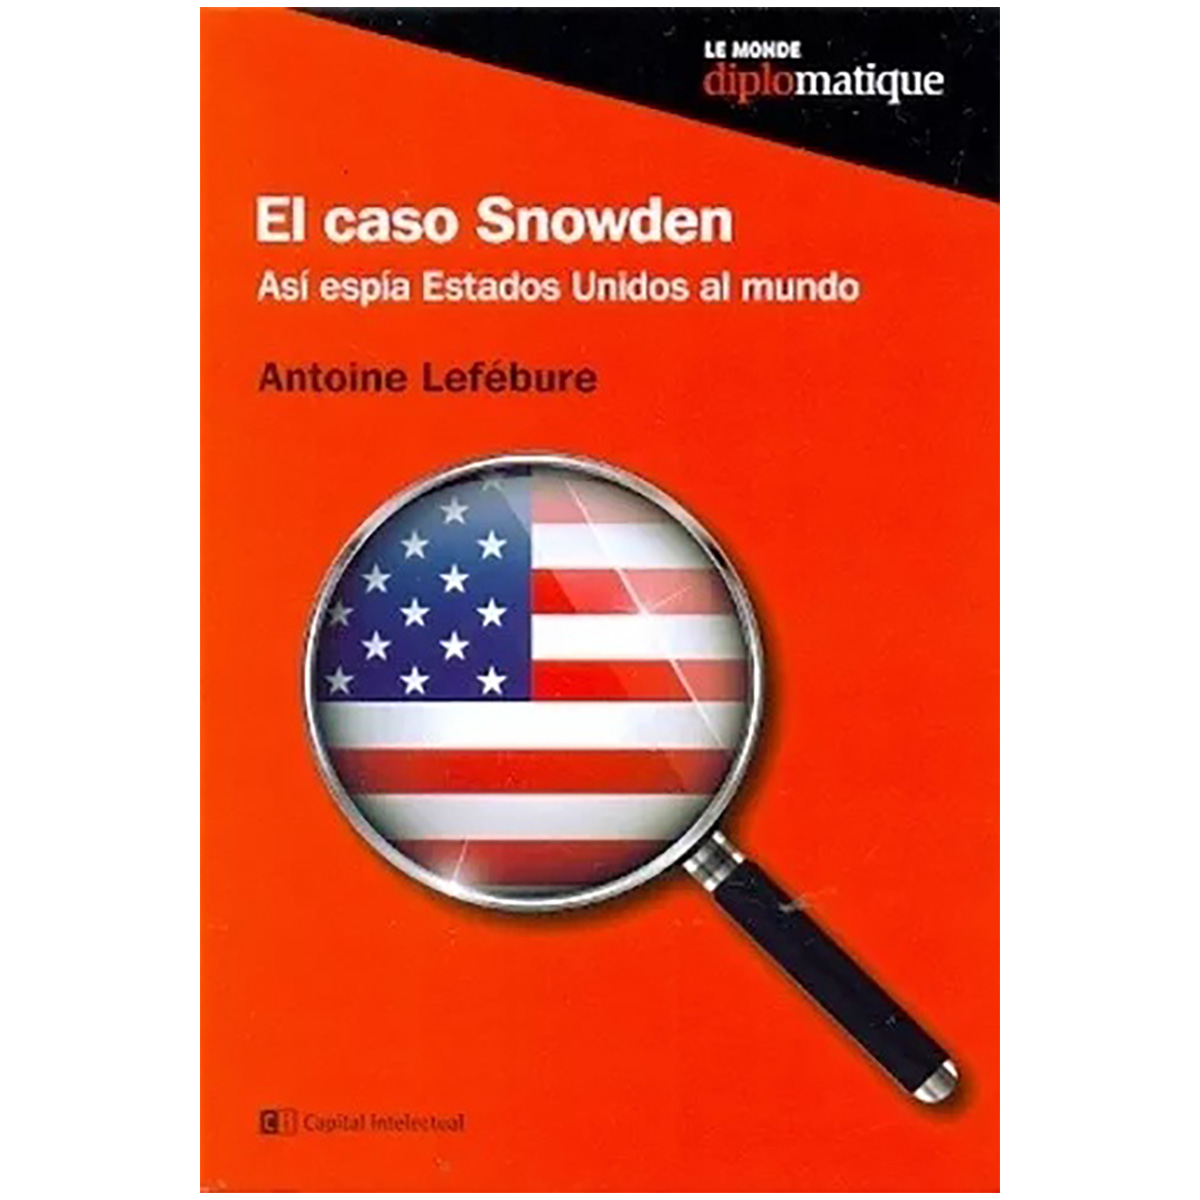 LE MONDE
diplomatique
El caso Snowden
Así espía Estados Unidos al mundo
Antoine Lefébure
Ci Capital Intelectual